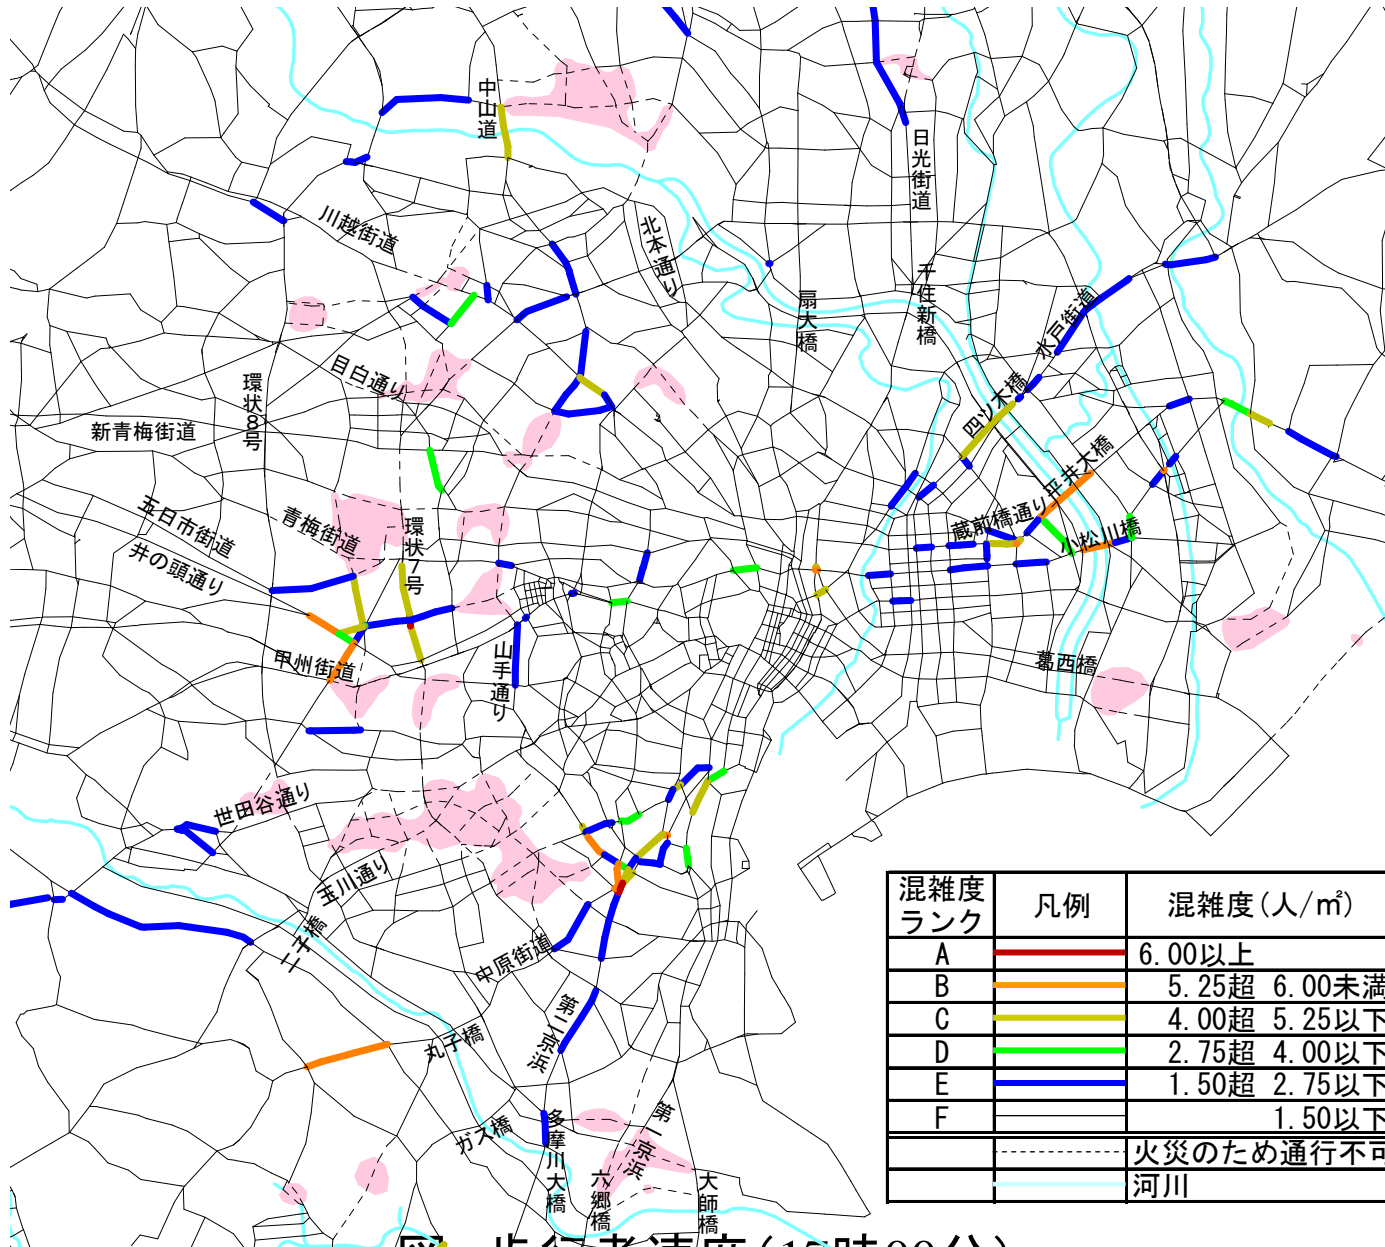 中山道
日光街道
川越街道
北本通り
千住新橋
扇大橋
水戸街道
目白通り
環状8号
四ツ木橋
新青梅街道
平井大橋
五日市街道
青梅街道
環状7号
蔵前橋通り
小松川橋
井の頭通り
甲州街道
山手通り
葛西橋
世田谷通り
玉川通り
二子橋
中原街道
第二京浜
丸子橋
ガス橋
多摩川大橋
第一京浜
六郷橋
大師橋
混雑度ランク 凡例 混雑度(人/㎡)
A 6.00以上
B 5.25超 6.00未満
C 4.00超 5.25以下
D 2.75超 4.00以下
E 1.50超 2.75以下
F 1.50以下
火災のため通行不可
河川